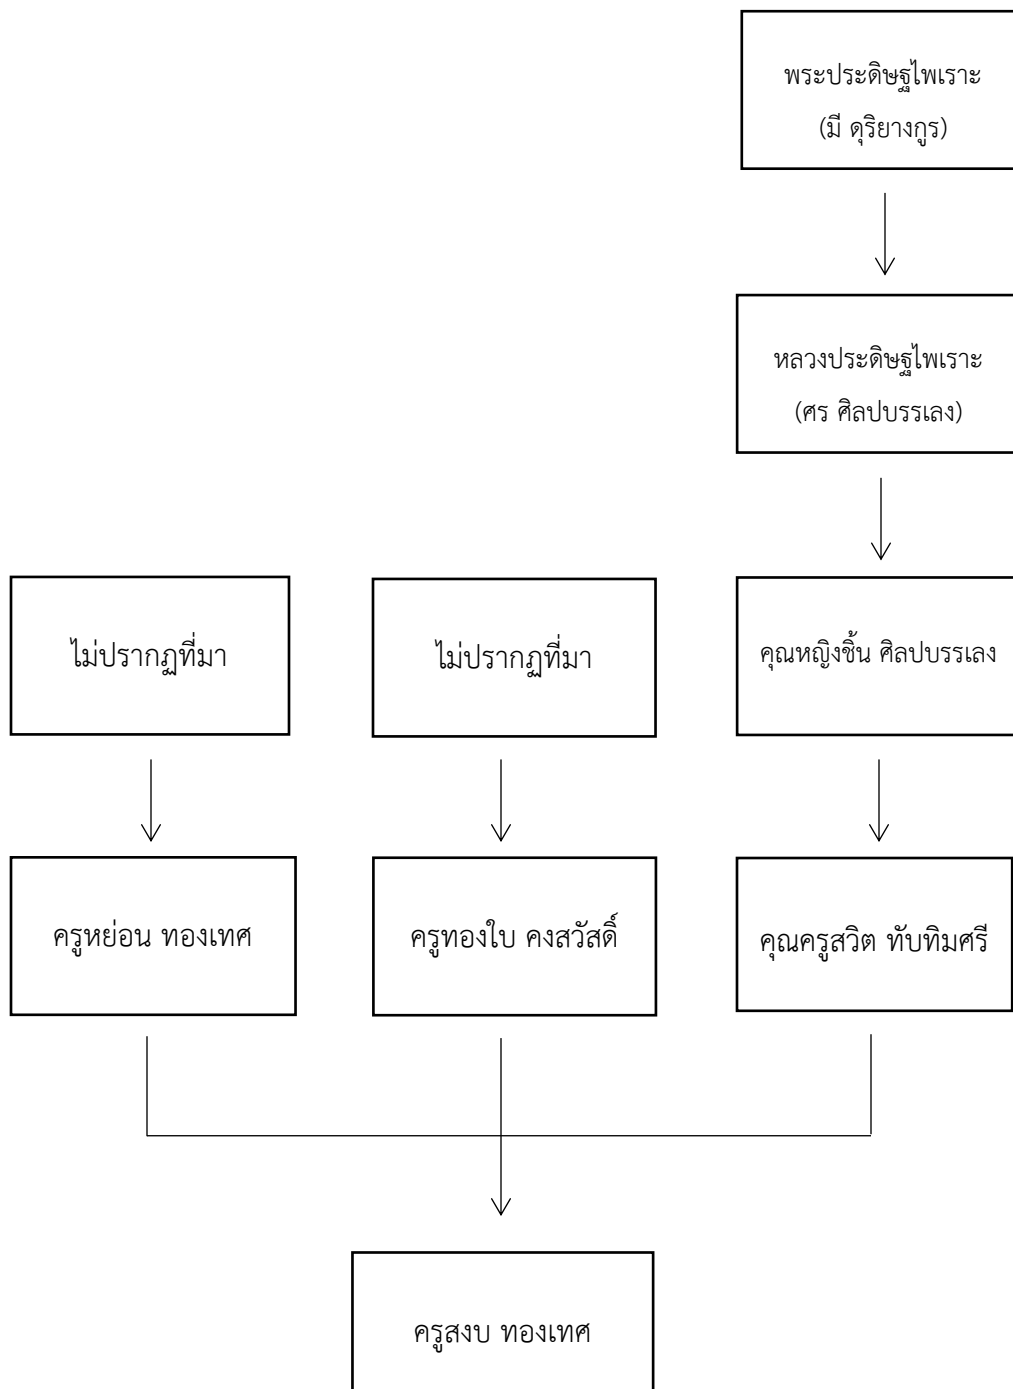 พระประดิษฐไพเราะ
(มี ดุริยางกูร)
หลวงประดิษฐไพเราะ
(ศร ศิลปบรรเลง)
ไม่ปรากฏที่มา
ไม่ปรากฏที่มา
คุณหญิงชิ้น ศิลปบรรเลง
ครูหย่อน ทองเทศ
ครูทองใบ คงสวัสดิ์
คุณครูสวิต ทับทิมศรี
ครูสงบ ทองเทศ